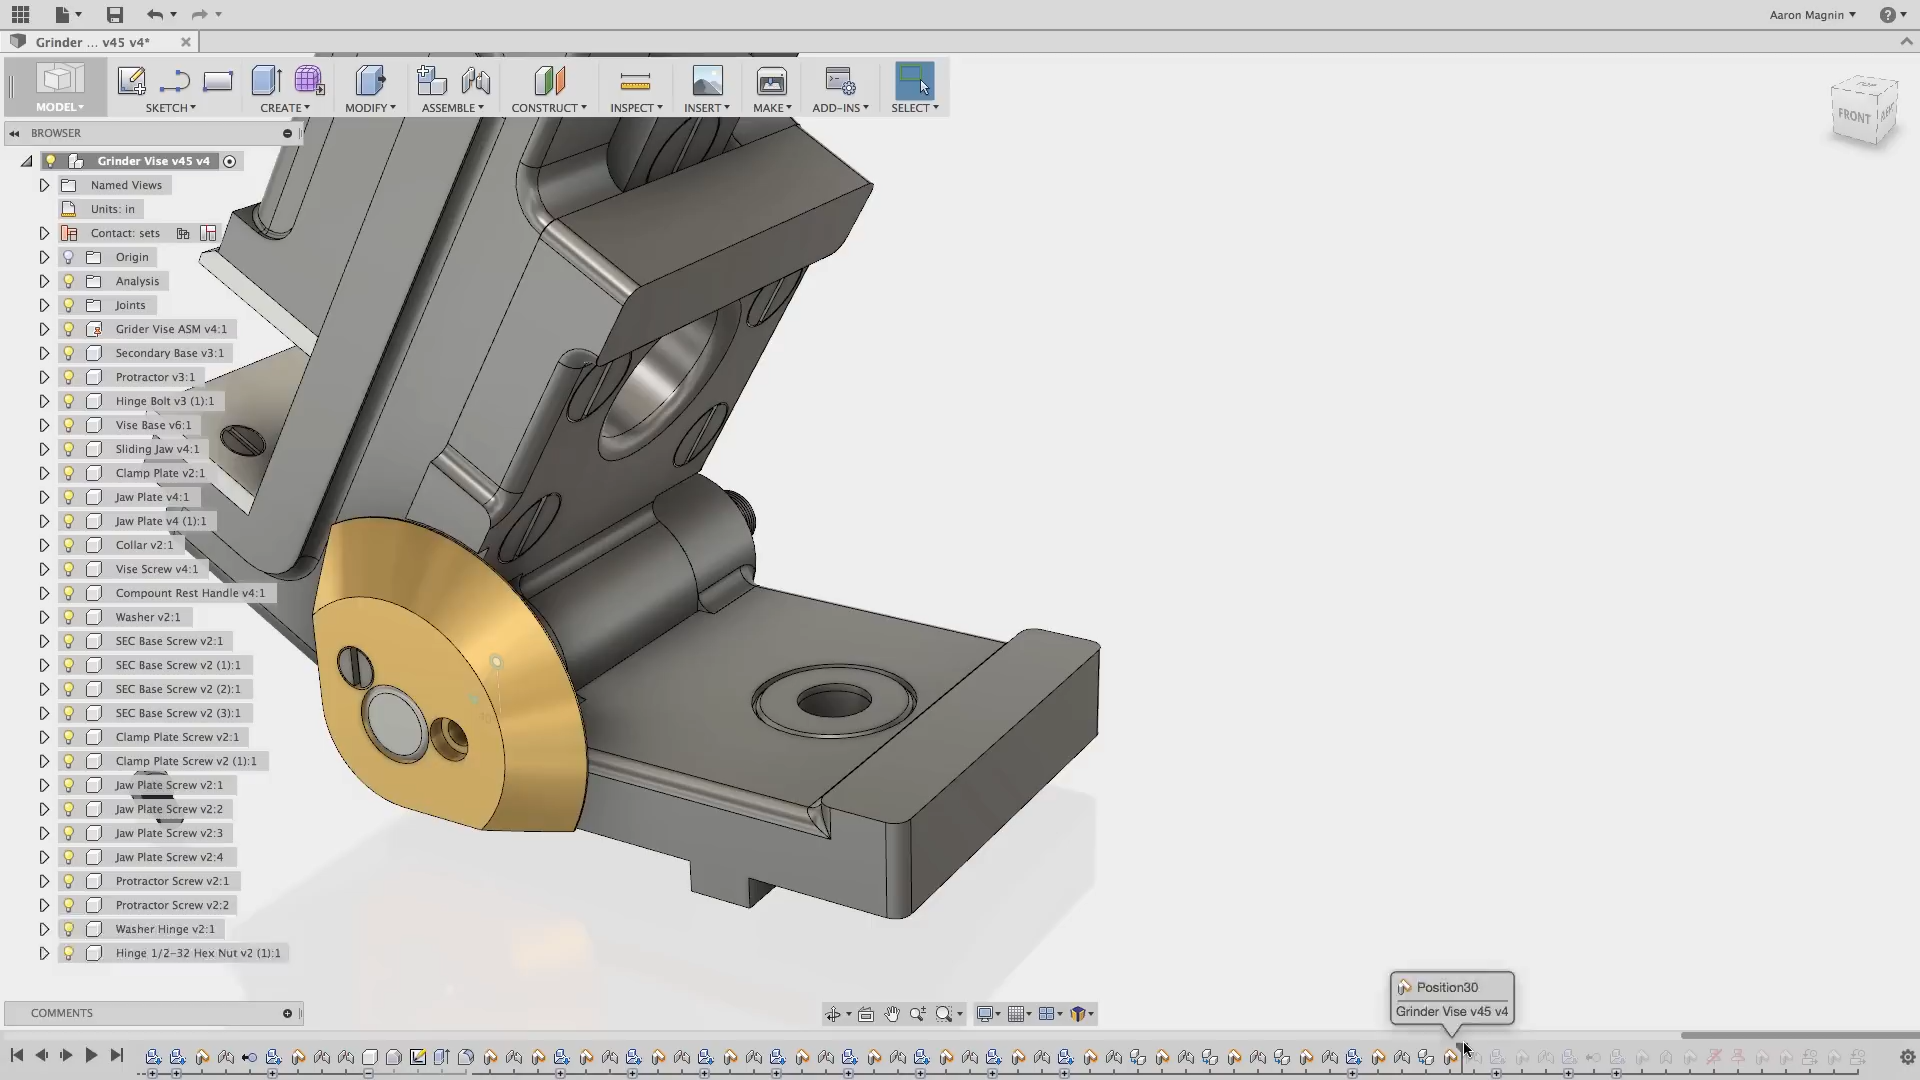 Aaron Magnin
Grinder ... v45 v4*
MODEL
SKETCH
CREATE
MODIFY
ASSEMBLE
CONSTRUCT
INSPECT
INSERT
MAKE
ADD-INS
SELECT
BROWSER
Grinder Vise v45 v4
Named Views
Units: in
Contact: sets
Origin
Analysis
Joints
Grider Vise ASM v4:1
Secondary Base v3:1
Protractor v3:1
Hinge Bolt v3 (1):1
Vise Base v6:1
Sliding Jaw v4:1
Clamp Plate v2:1
Jaw Plate v4:1
Jaw Plate v4 (1):1
Collar v2:1
Vise Screw v4:1
Compount Rest Handle v4:1
Washer v2:1
SEC Base Screw v2:1
SEC Base Screw v2 (1):1
SEC Base Screw v2 (2):1
SEC Base Screw v2 (3):1
Clamp Plate Screw v2:1
Clamp Plate Screw v2 (1):1
Jaw Plate Screw v2:1
Jaw Plate Screw v2:2
Jaw Plate Screw v2:3
Jaw Plate Screw v2:4
Protractor Screw v2:1
Protractor Screw v2:2
Washer Hinge v2:1
Hinge 1/2-32 Hex Nut v2 (1):1
FRONT
Position30
Grinder Vise v45 v4
COMMENTS